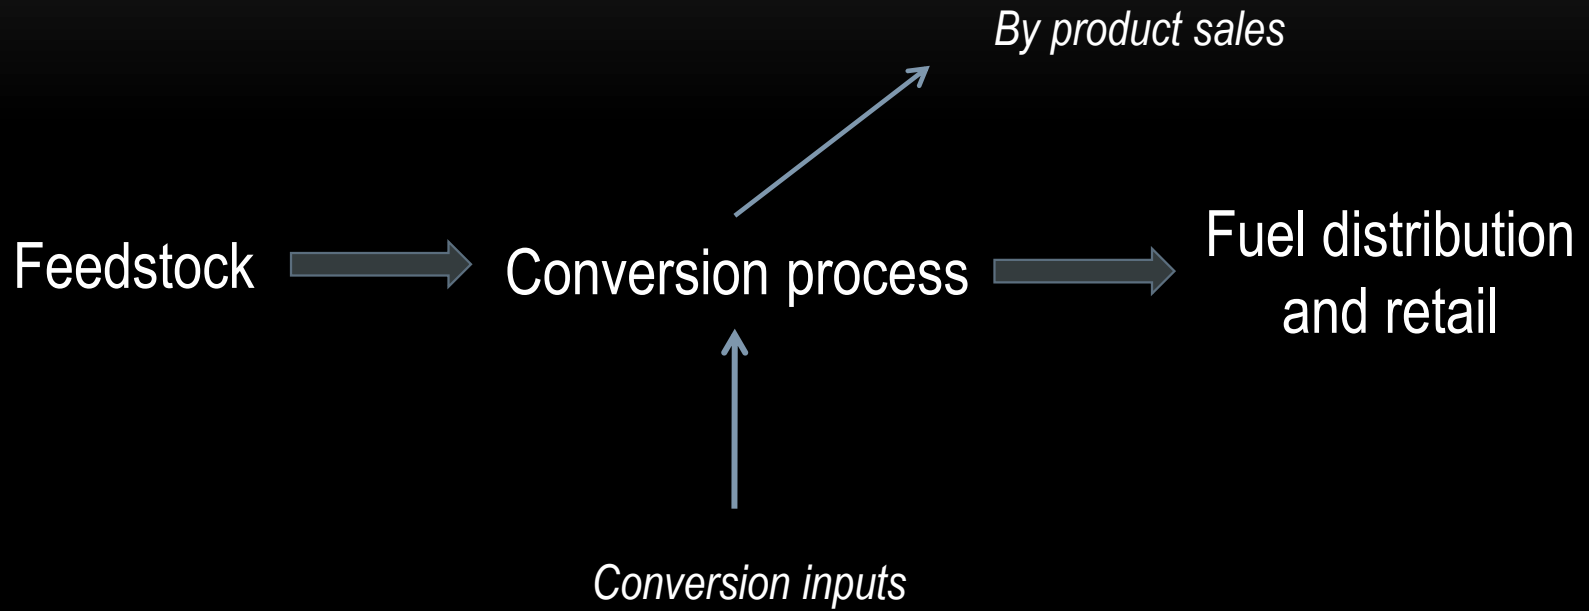 By product sales
Feedstock
Conversion process
Fuel distribution
and retail
Conversion inputs